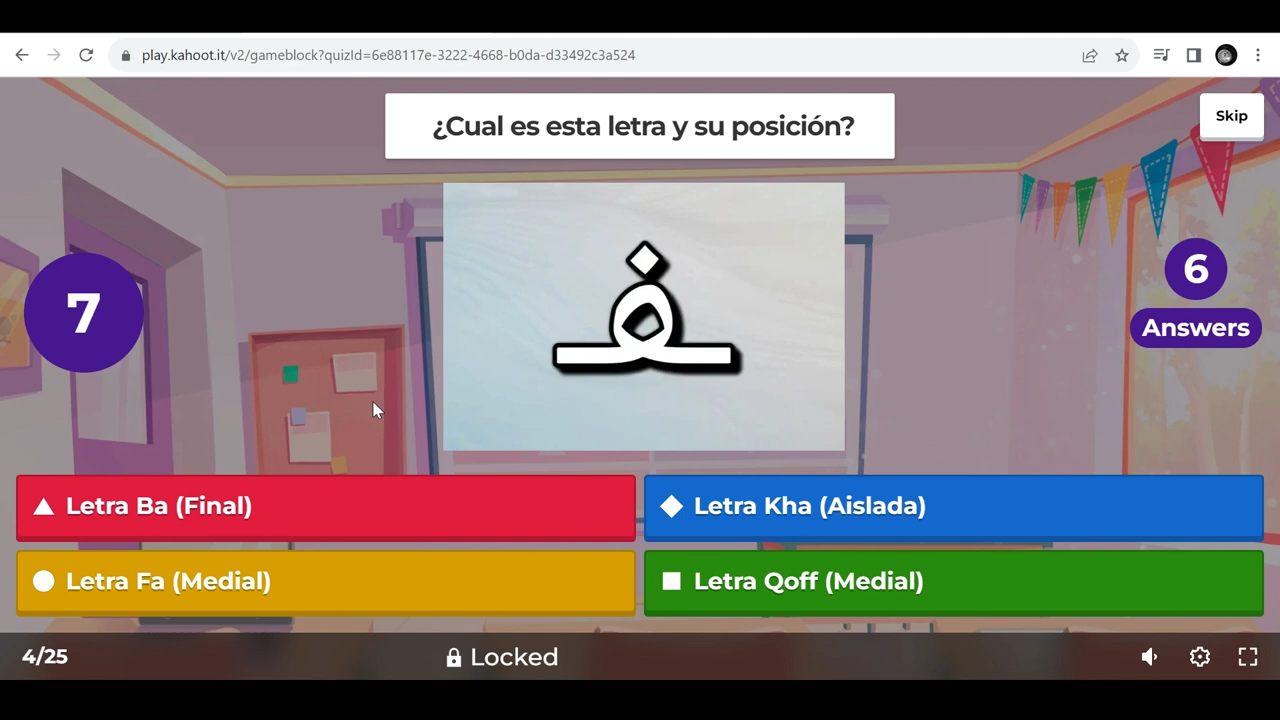 play.kahoot.it/v2/gameblock?quizId=6e88117e-3222-4668-b0da-d33492c3a524
¿Cual es esta letra y su posición?
Skip
ـفـ
7
6
Answers
Letra Ba (Final)
Letra Kha (Aislada)
Letra Fa (Medial)
Letra Qoff (Medial)
4/25
Locked